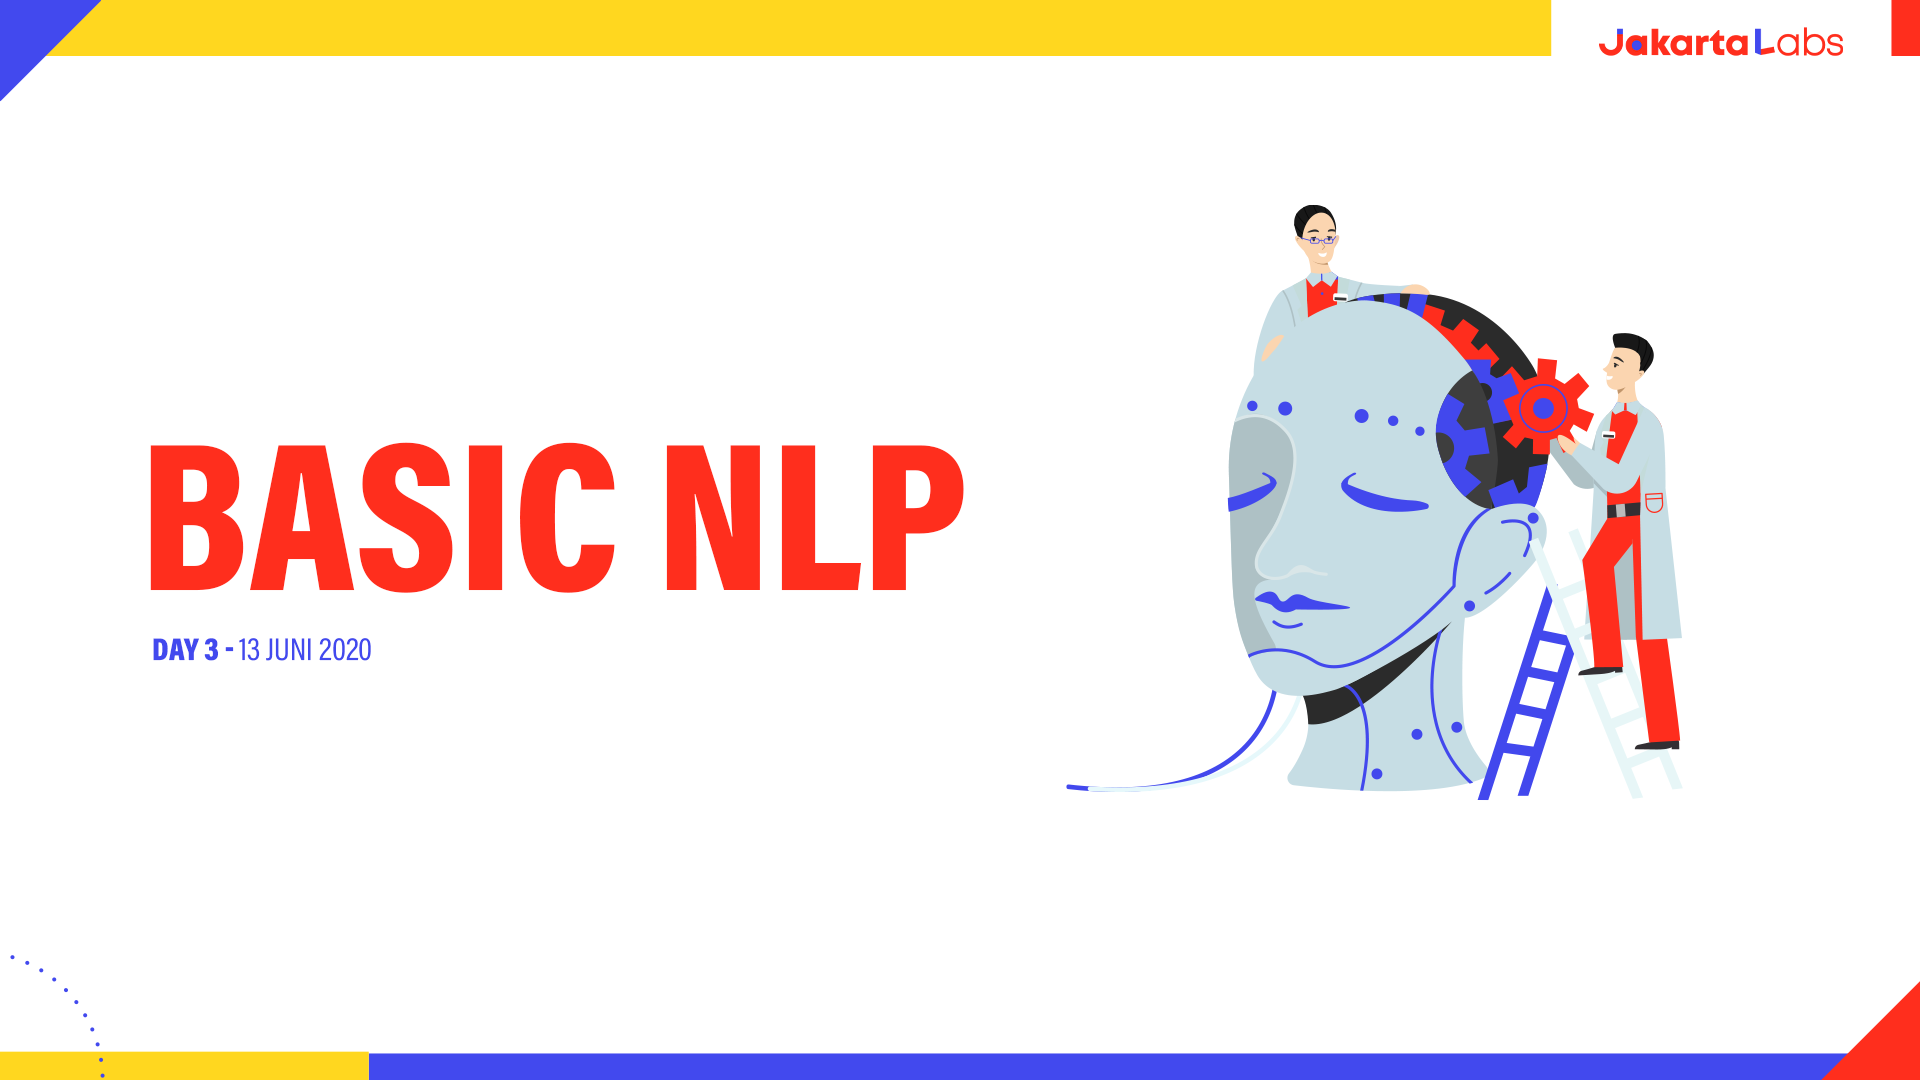 JakartaLabs
BASIC NLP
DAY 3 - 13 JUNI 2020